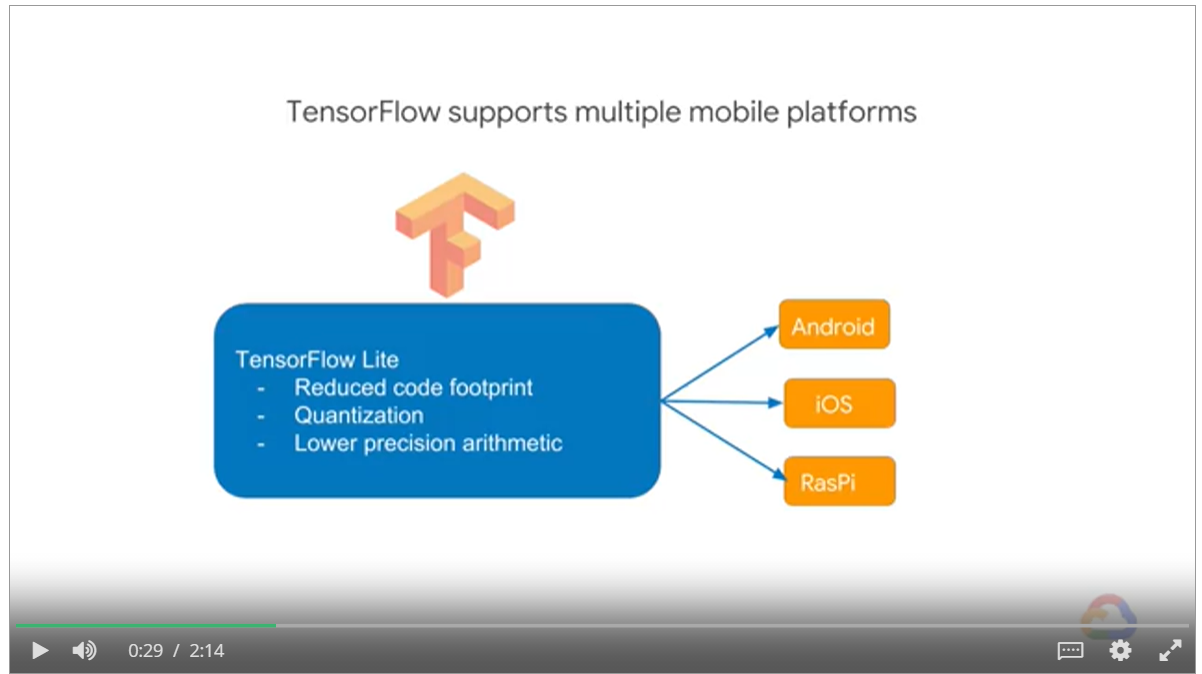 TensorFlow supports multiple mobile platforms
TensorFlow Lite
- Reduced code footprint
- Quantization
- Lower precision arithmetic
Android
iOS
RasPi
0:29 / 2:14